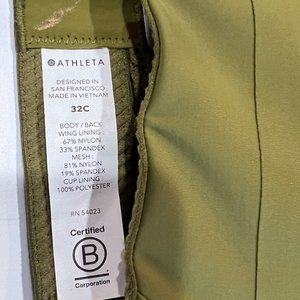 ATHLETA
DESIGNED IN
SAN FRANCISCO
MADE IN VIETNAM
32C
BODY / BACK
WING LINING :
67% NYLON
33% SPANDEX
MESH :
81% NYLON
19% SPANDEX
CUP LINING :
100% POLYESTER
RN 54023
Certified
B
Corporation